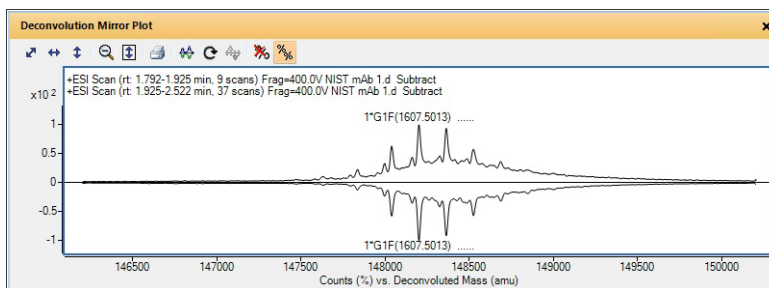 Deconvolution Mirror Plot
+ESI Scan (rt: 1.792-1.925 min, 9 scans) Frag=400.0V NIST mAb 1.d Subtract
+ESI Scan (rt: 1.925-2.522 min, 37 scans) Frag=400.0V NIST mAb 1.d Subtract
x10 2
1*G1F(1607.5013) ......
1
0.5
0
-0.5
-1
1*G1F(1607.5013) ......
146500 147000 147500 148000 148500 149000 149500 150000
Counts (%) vs. Deconvoluted Mass (amu)